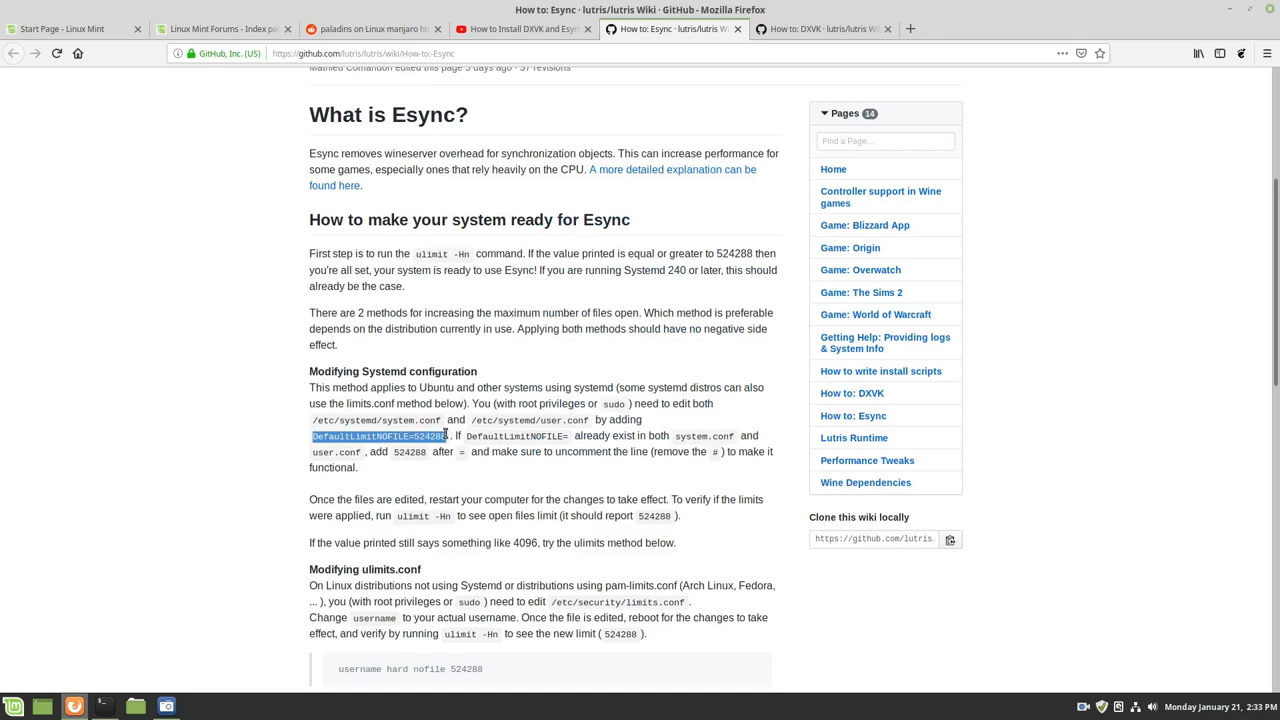 How to: Esync · lutris/lutris Wiki · GitHub - Mozilla Firefox
Start Page - Linux Mint
Linux Mint Forums - Index pa
paladins on Linux manjaro ht
How to Install DXVK and Esyn
How to: Esync · lutris/lutris Wi
How to: DXVK · lutris/lutris Wi
GitHub, Inc. (US)
https://github.com/lutris/lutris/wiki/How-to:-Esync
Mathieu Comandon edited this page 5 days ago · 37 revisions
What is Esync?
Esync removes wineserver overhead for synchronization objects. This can increase performance for
some games, especially ones that rely heavily on the CPU. A more detailed explanation can be
found here.
How to make your system ready for Esync
First step is to run the ulimit -Hn command. If the value printed is equal or greater to 524288 then
you're all set, your system is ready to use Esync! If you are running Systemd 240 or later, this should
already be the case.
There are 2 methods for increasing the maximum number of files open. Which method is preferable
depends on the distribution currently in use. Applying both methods should have no negative side
effect.
Modifying Systemd configuration
This method applies to Ubuntu and other systems using systemd (some systemd distros can also
use the limits.conf method below). You (with root privileges or sudo ) need to edit both
/etc/systemd/system.conf and /etc/systemd/user.conf by adding
DefaultLimitNOFILE=524288 . If DefaultLimitNOFILE= already exist in both system.conf and
user.conf , add 524288 after = and make sure to uncomment the line (remove the # ) to make it
functional.
Once the files are edited, restart your computer for the changes to take effect. To verify if the limits
were applied, run ulimit -Hn to see open files limit (it should report 524288 ).
If the value printed still says something like 4096, try the ulimits method below.
Modifying ulimits.conf
On Linux distributions not using Systemd or distributions using pam-limits.conf (Arch Linux, Fedora,
... ), you (with root privileges or sudo ) need to edit /etc/security/limits.conf .
Change username to your actual username. Once the file is edited, reboot for the changes to take
effect, and verify by running ulimit -Hn to see the new limit ( 524288 ).
username hard nofile 524288
Pages 14
Find a Page...
Home
Controller support in Wine
games
Game: Blizzard App
Game: Origin
Game: Overwatch
Game: The Sims 2
Game: World of Warcraft
Getting Help: Providing logs
& System Info
How to write install scripts
How to: DXVK
How to: Esync
Lutris Runtime
Performance Tweaks
Wine Dependencies
Clone this wiki locally
https://github.com/lutris.
Monday January 21, 2:33 PM